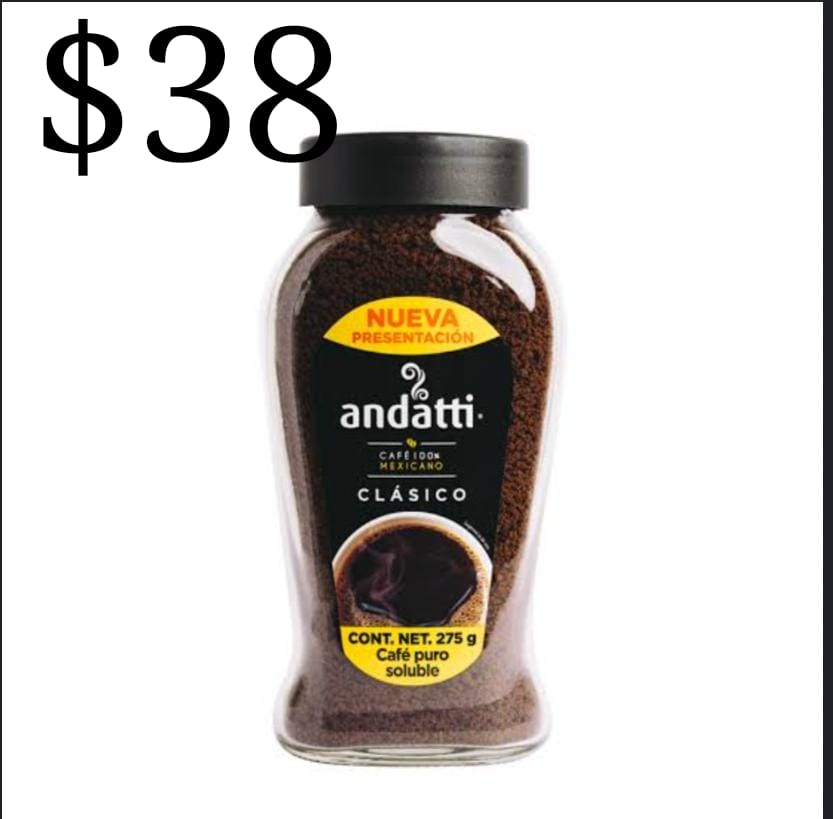 $38
NUEVA
PRESENTACIÓN
andatti
CAFÉ 100%
MEXICANO
CLÁSICO
CONT. NET. 275 g
Café puro
soluble